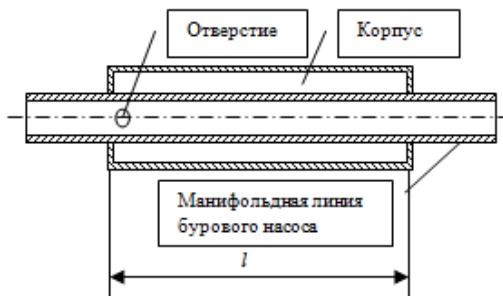 Отверстие
Корпус
Манифольдная линия
бурового насоса
l